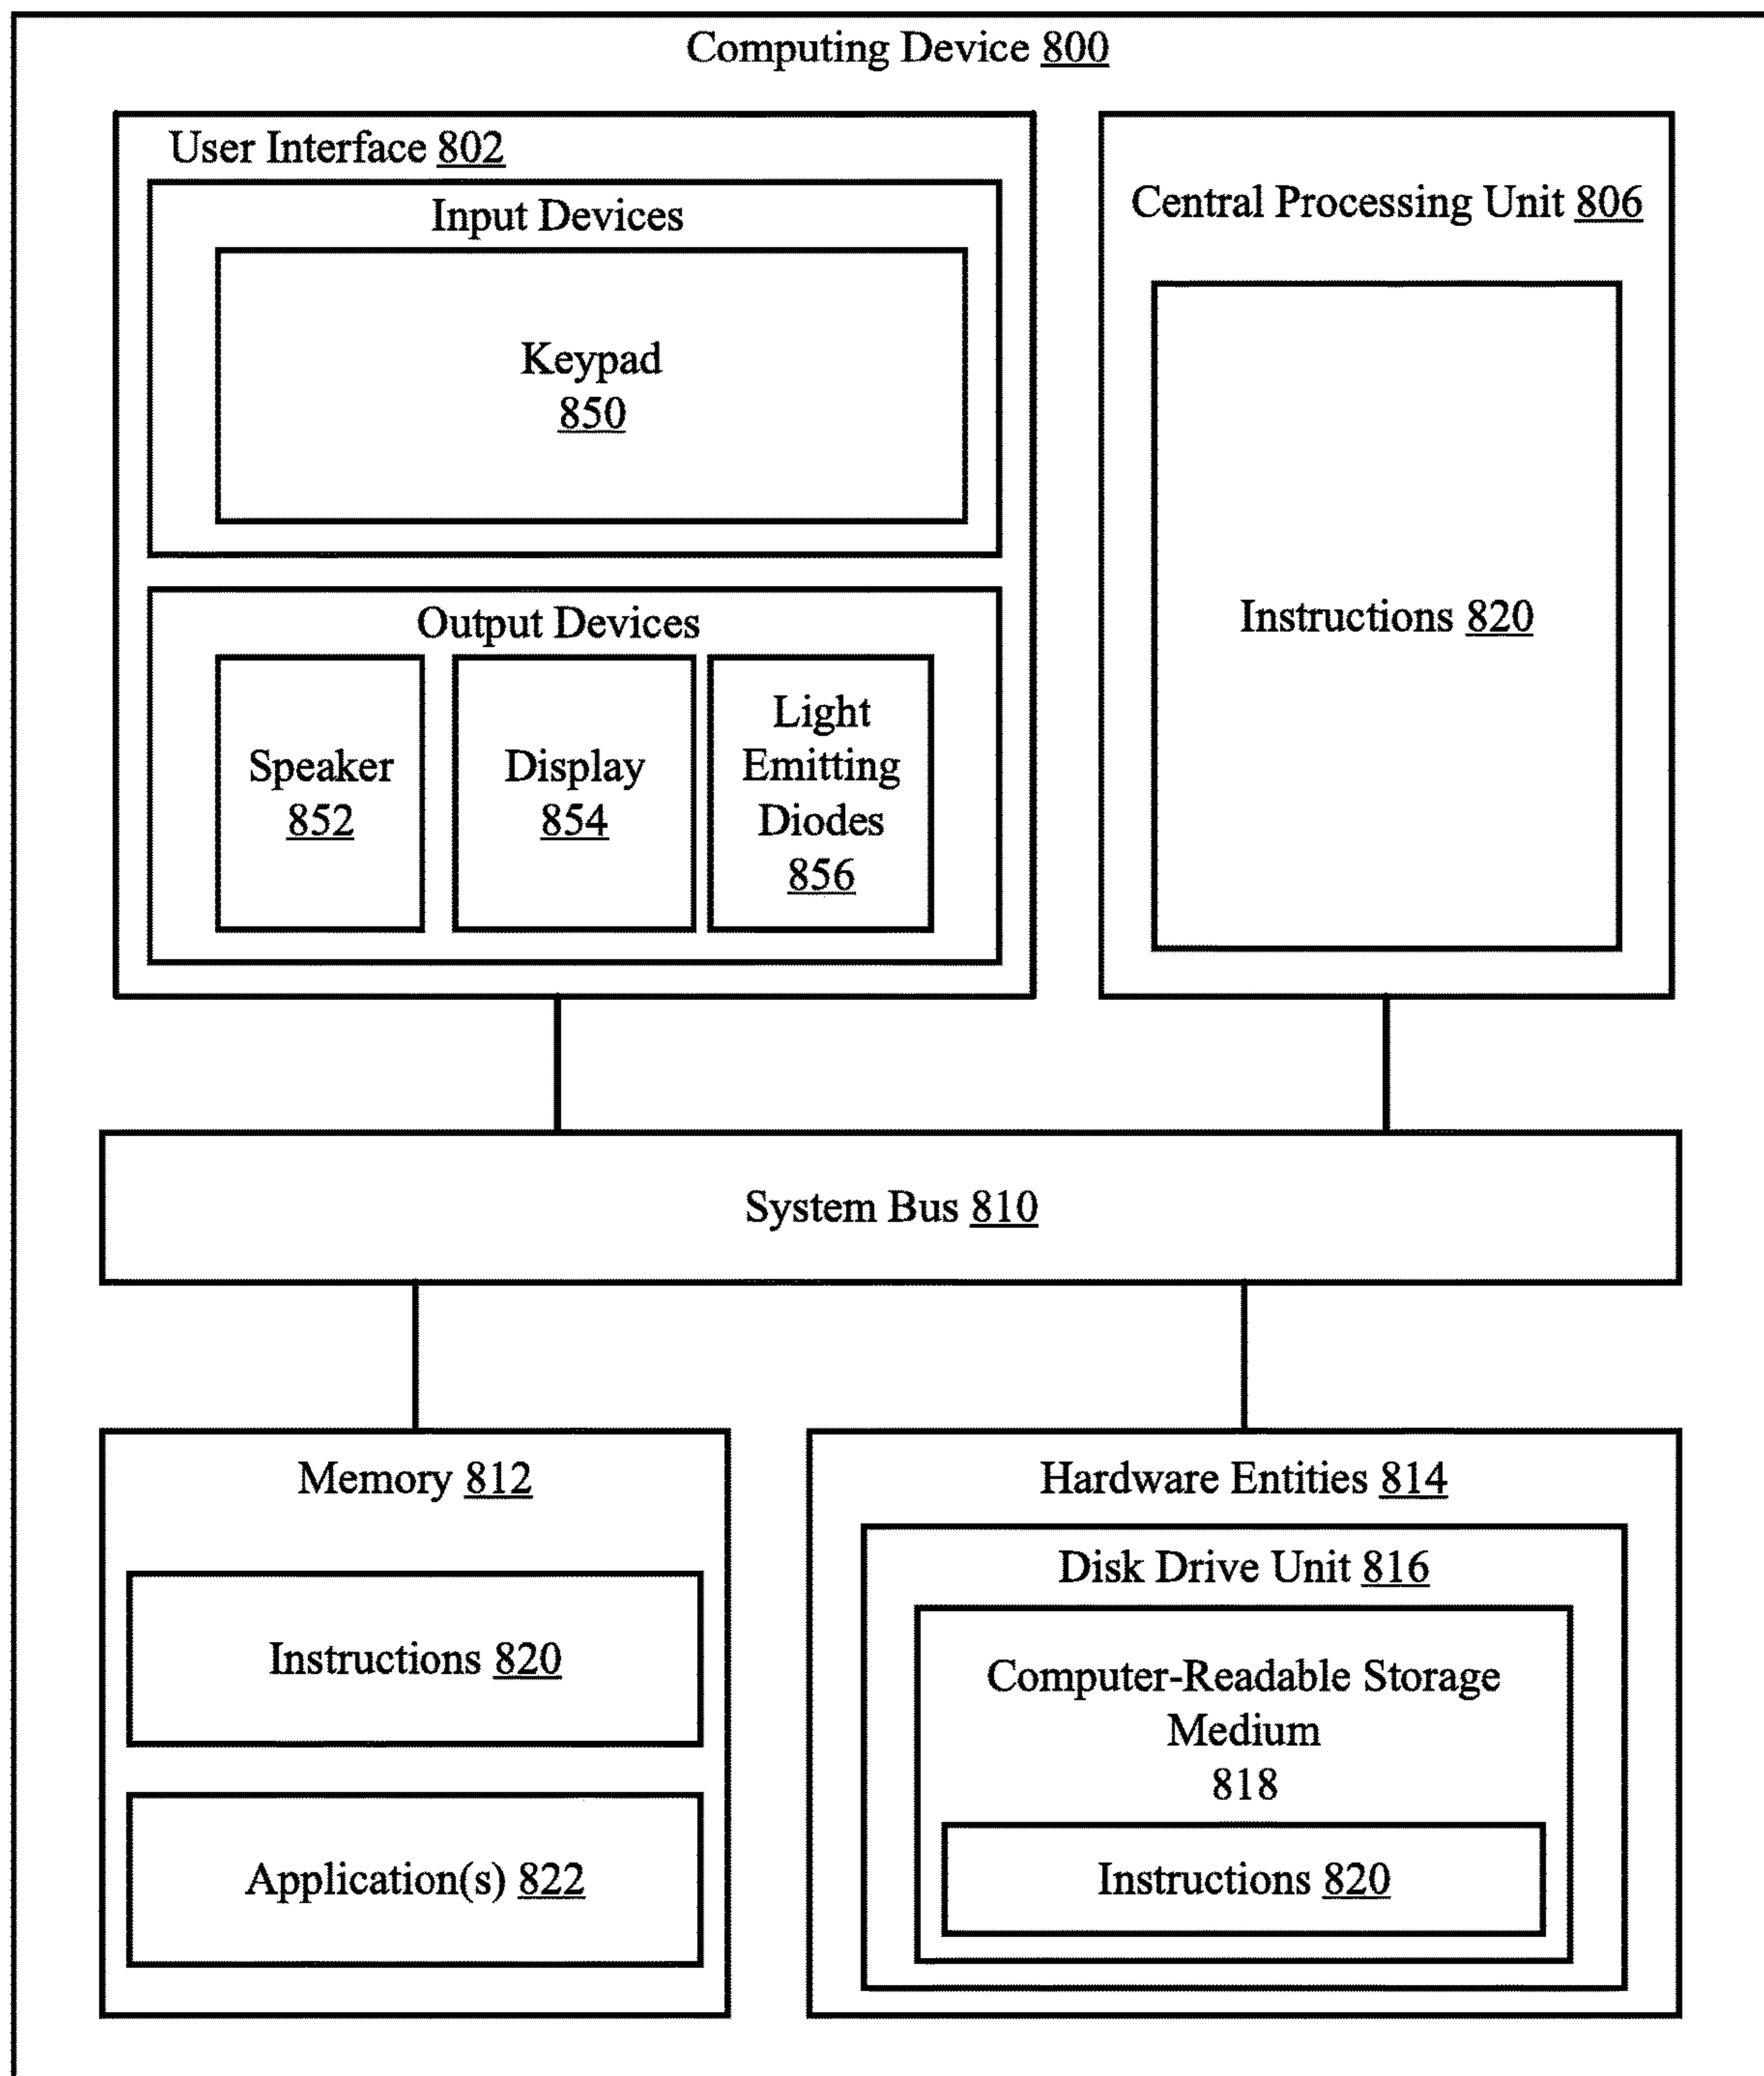 Computing Device 800
User Interface 802
Input Devices
Keypad
850
Output Devices
Speaker
852
Display
854
Light
Emitting
Diodes
856
Central Processing Unit 806
Instructions 820
System Bus 810
Memory 812
Instructions 820
Application(s) 822
Hardware Entities 814
Disk Drive Unit 816
Computer-Readable Storage
Medium
818
Instructions 820